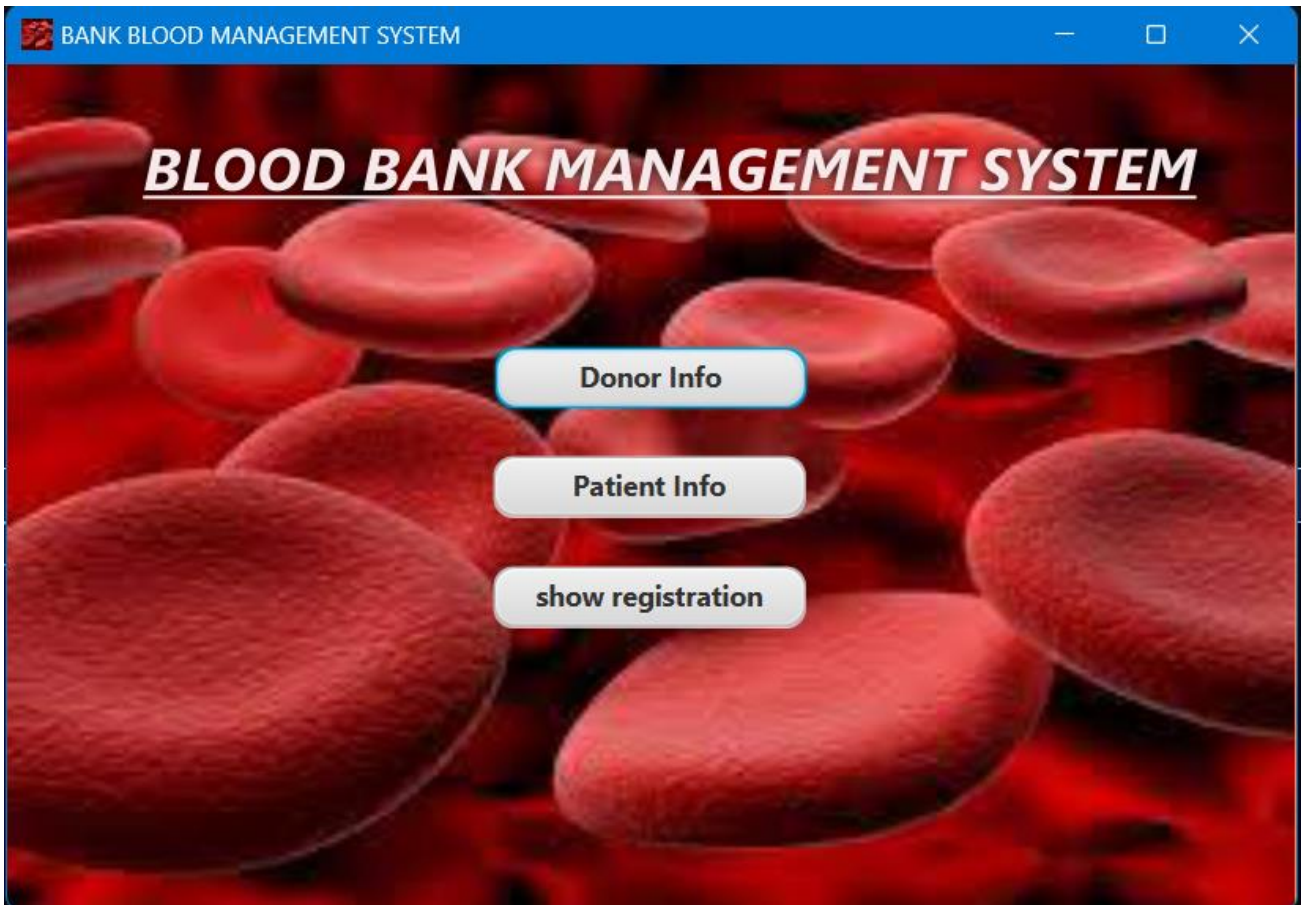 BANK BLOOD MANAGEMENT SYSTEM
BLOOD BANK MANAGEMENT SYSTEM
Donor Info
Patient Info
show registration